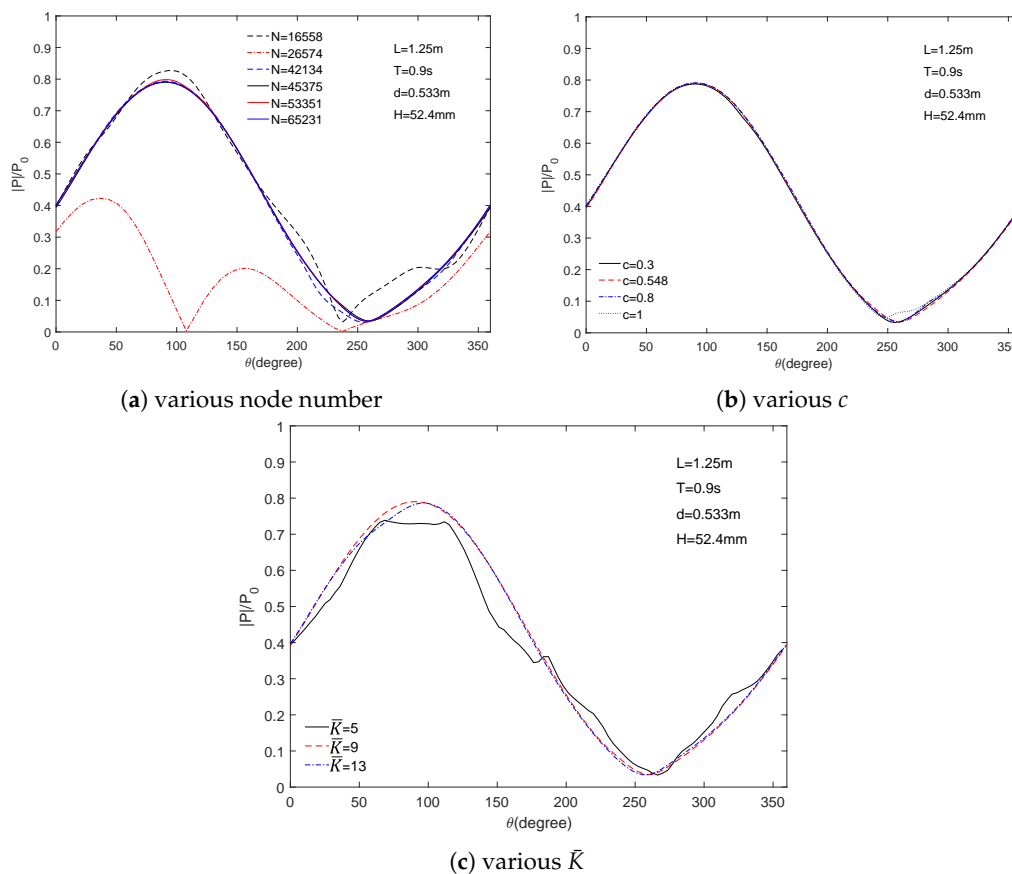 1
0.9
0.8
0.7
0.6
0.5
0.4
0.3
0.2
0.1
0
|P|/P0
N=16558
N=26574
N=42134
N=45375
N=53351
N=65231
L=1.25m
T=0.9s
d=0.533m
H=52.4mm
0 50 100 150 200 250 300 350
θ(degree)
(a) various node number
1
0.9
0.8
0.7
0.6
0.5
0.4
0.3
0.2
0.1
0
|P|/P0
L=1.25m
T=0.9s
d=0.533m
H=52.4mm
c=0.3
c=0.548
c=0.8
c=1
0 50 100 150 200 250 300 350
θ(degree)
(b) various c
1
0.9
0.8
0.7
0.6
0.5
0.4
0.3
0.2
0.1
0
|P|/P0
L=1.25m
T=0.9s
d=0.533m
H=52.4mm
K̄=5
K̄=9
K̄=13
0 50 100 150 200 250 300 350
θ(degree)
(c) various K̄